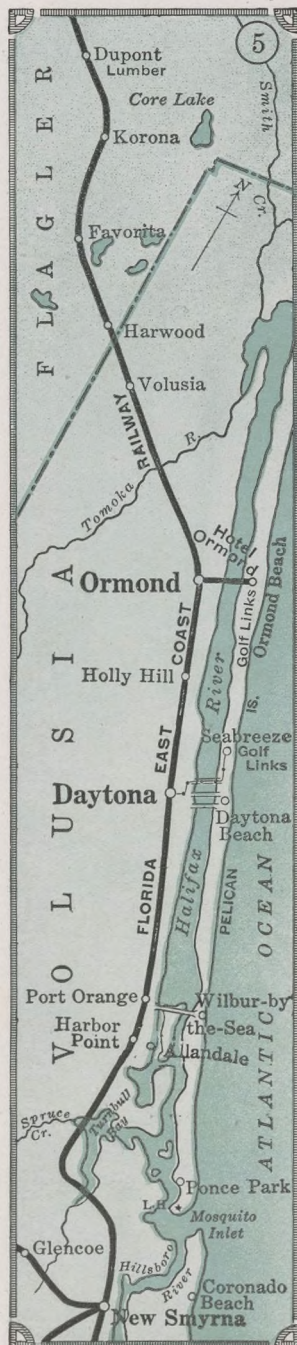 5
Dupont
Lumber
Core Lake
Smith
Cr.
Korona
FLAGLER
N
Favorita
Harwood
Volusia
RAILWAY
Tomoka R.
Hotel
Ormond
Ormond
Golf Links
Ormond Beach
VOLUSIA
COAST
Holly Hill
River
IS.
EAST
Seabreeze
Golf
Links
Daytona
Daytona
Beach
Halifax
PELICAN
ATLANTIC OCEAN
FLORIDA
Port Orange
Wilbur-by
the-Sea
Harbor
Point
Allandale
Spruce
Cr.
Turnbull
Bay
Ponce Park
L.H.
Mosquito
Inlet
Glencoe
Hillsboro
River
Coronado
Beach
New Smyrna